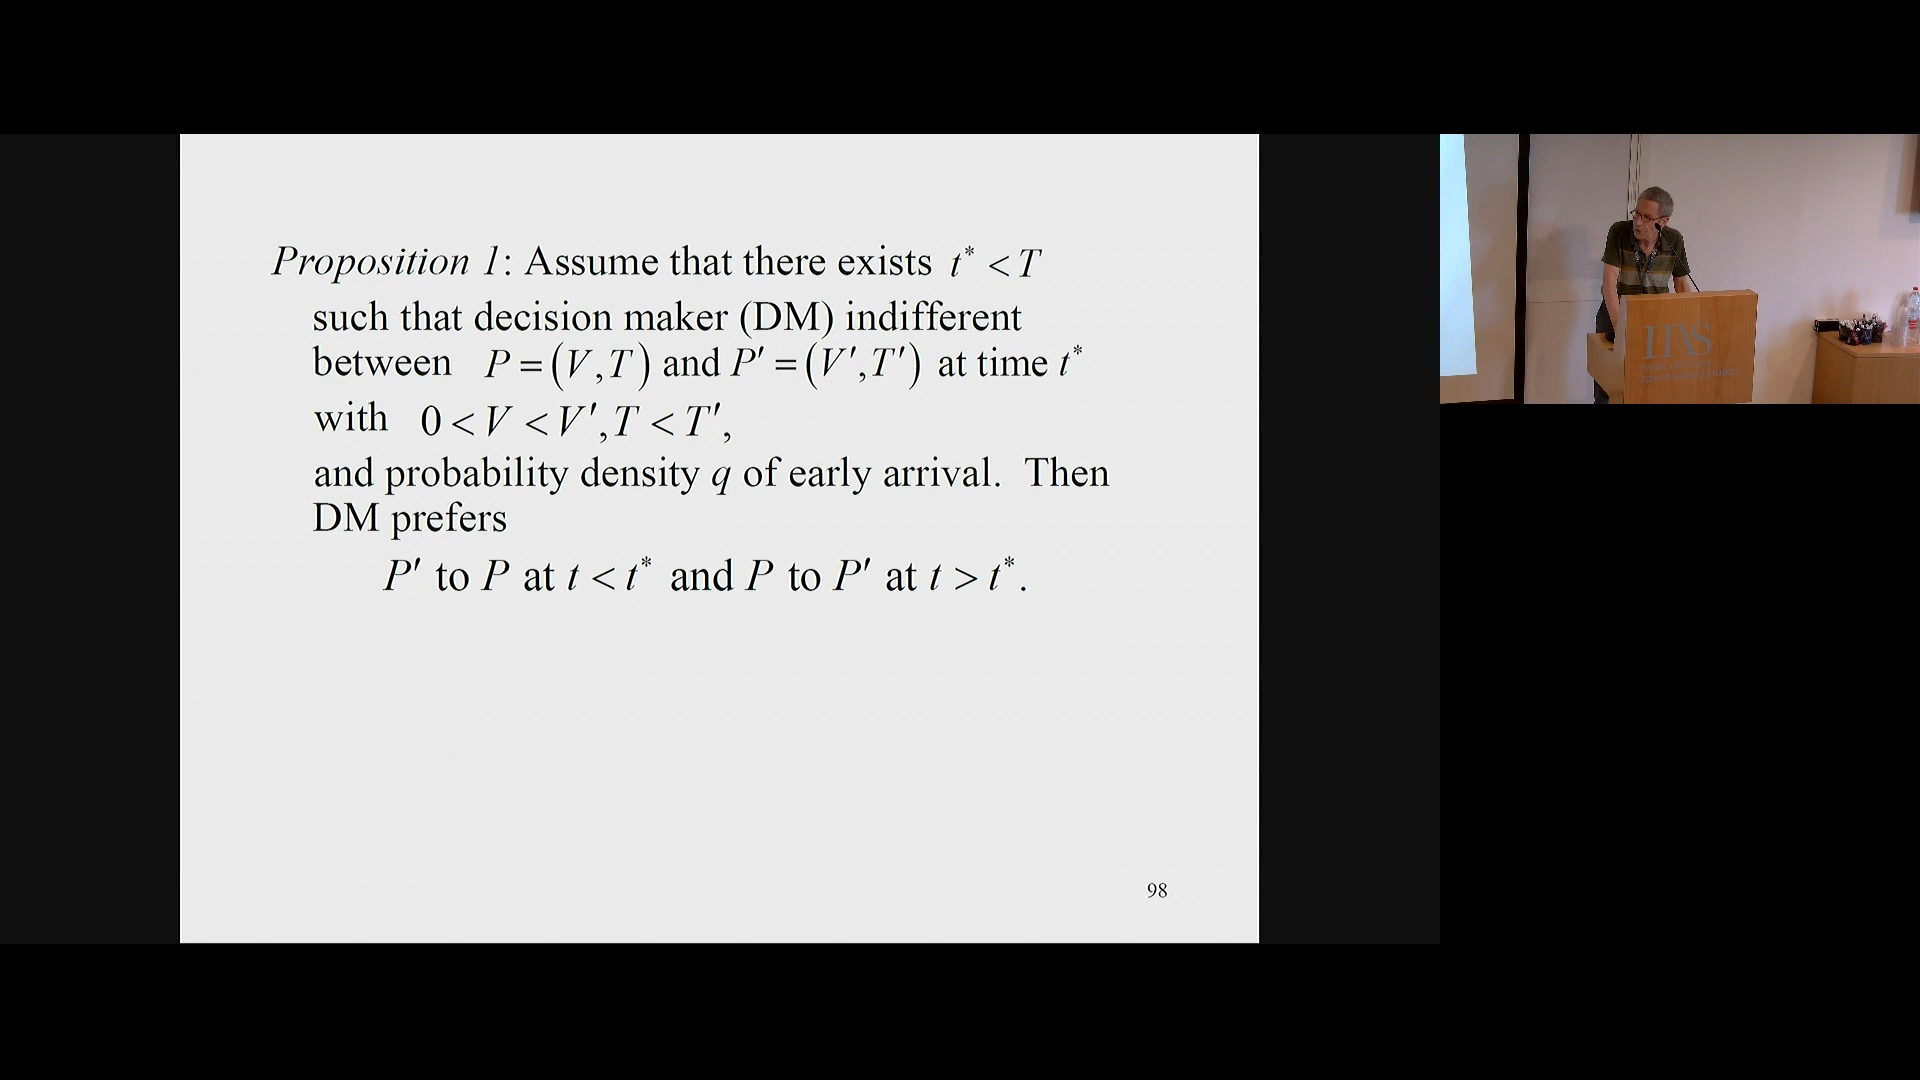 Proposition 1: Assume that there exists t* < T
such that decision maker (DM) indifferent
between P = (V, T) and P′ = (V′, T′) at time t*
with 0 < V < V′, T < T′,
and probability density q of early arrival. Then
DM prefers
P′ to P at t < t* and P to P′ at t > t*.
98
IIAS